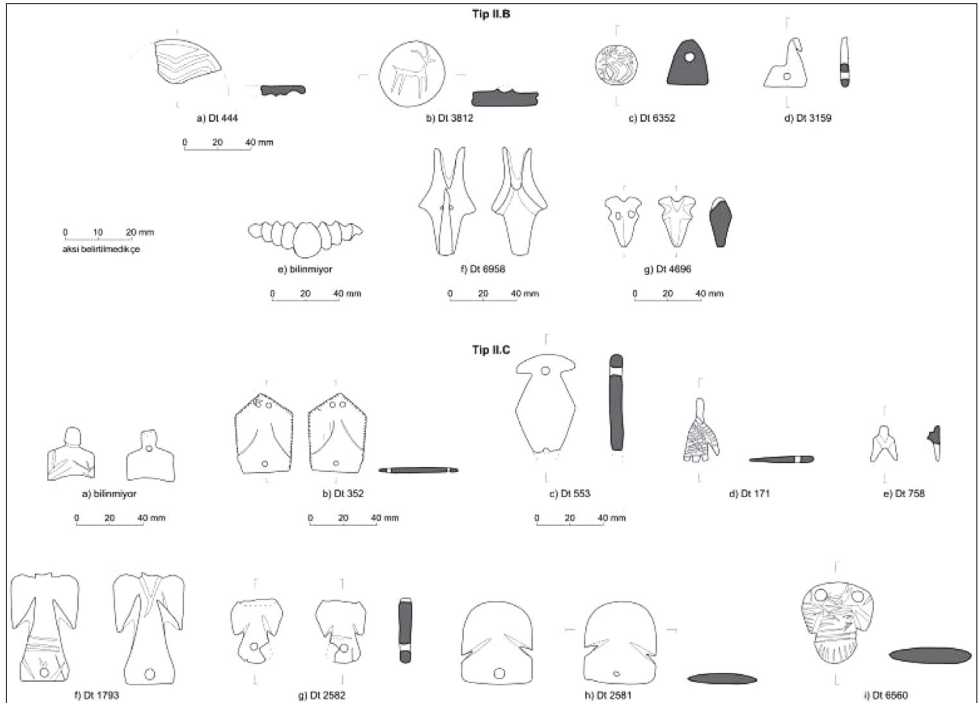 Tip II.B
a) Dt 444
b) Dt 3812
c) Dt 6352
d) Dt 3159
0 20 40 mm
0 10 20 mm
aksi belirtilmedikçe
e) bilinmiyor
f) Dt 6958
g) Dt 4696
0 20 40 mm
0 20 40 mm
0 20 40 mm
Tip II.C
a) bilinmiyor
b) Dt 352
c) Dt 553
d) Dt 171
e) Dt 758
0 20 40 mm
0 20 40 mm
0 20 40 mm
f) Dt 1793
g) Dt 2582
h) Dt 2581
i) Dt 6560